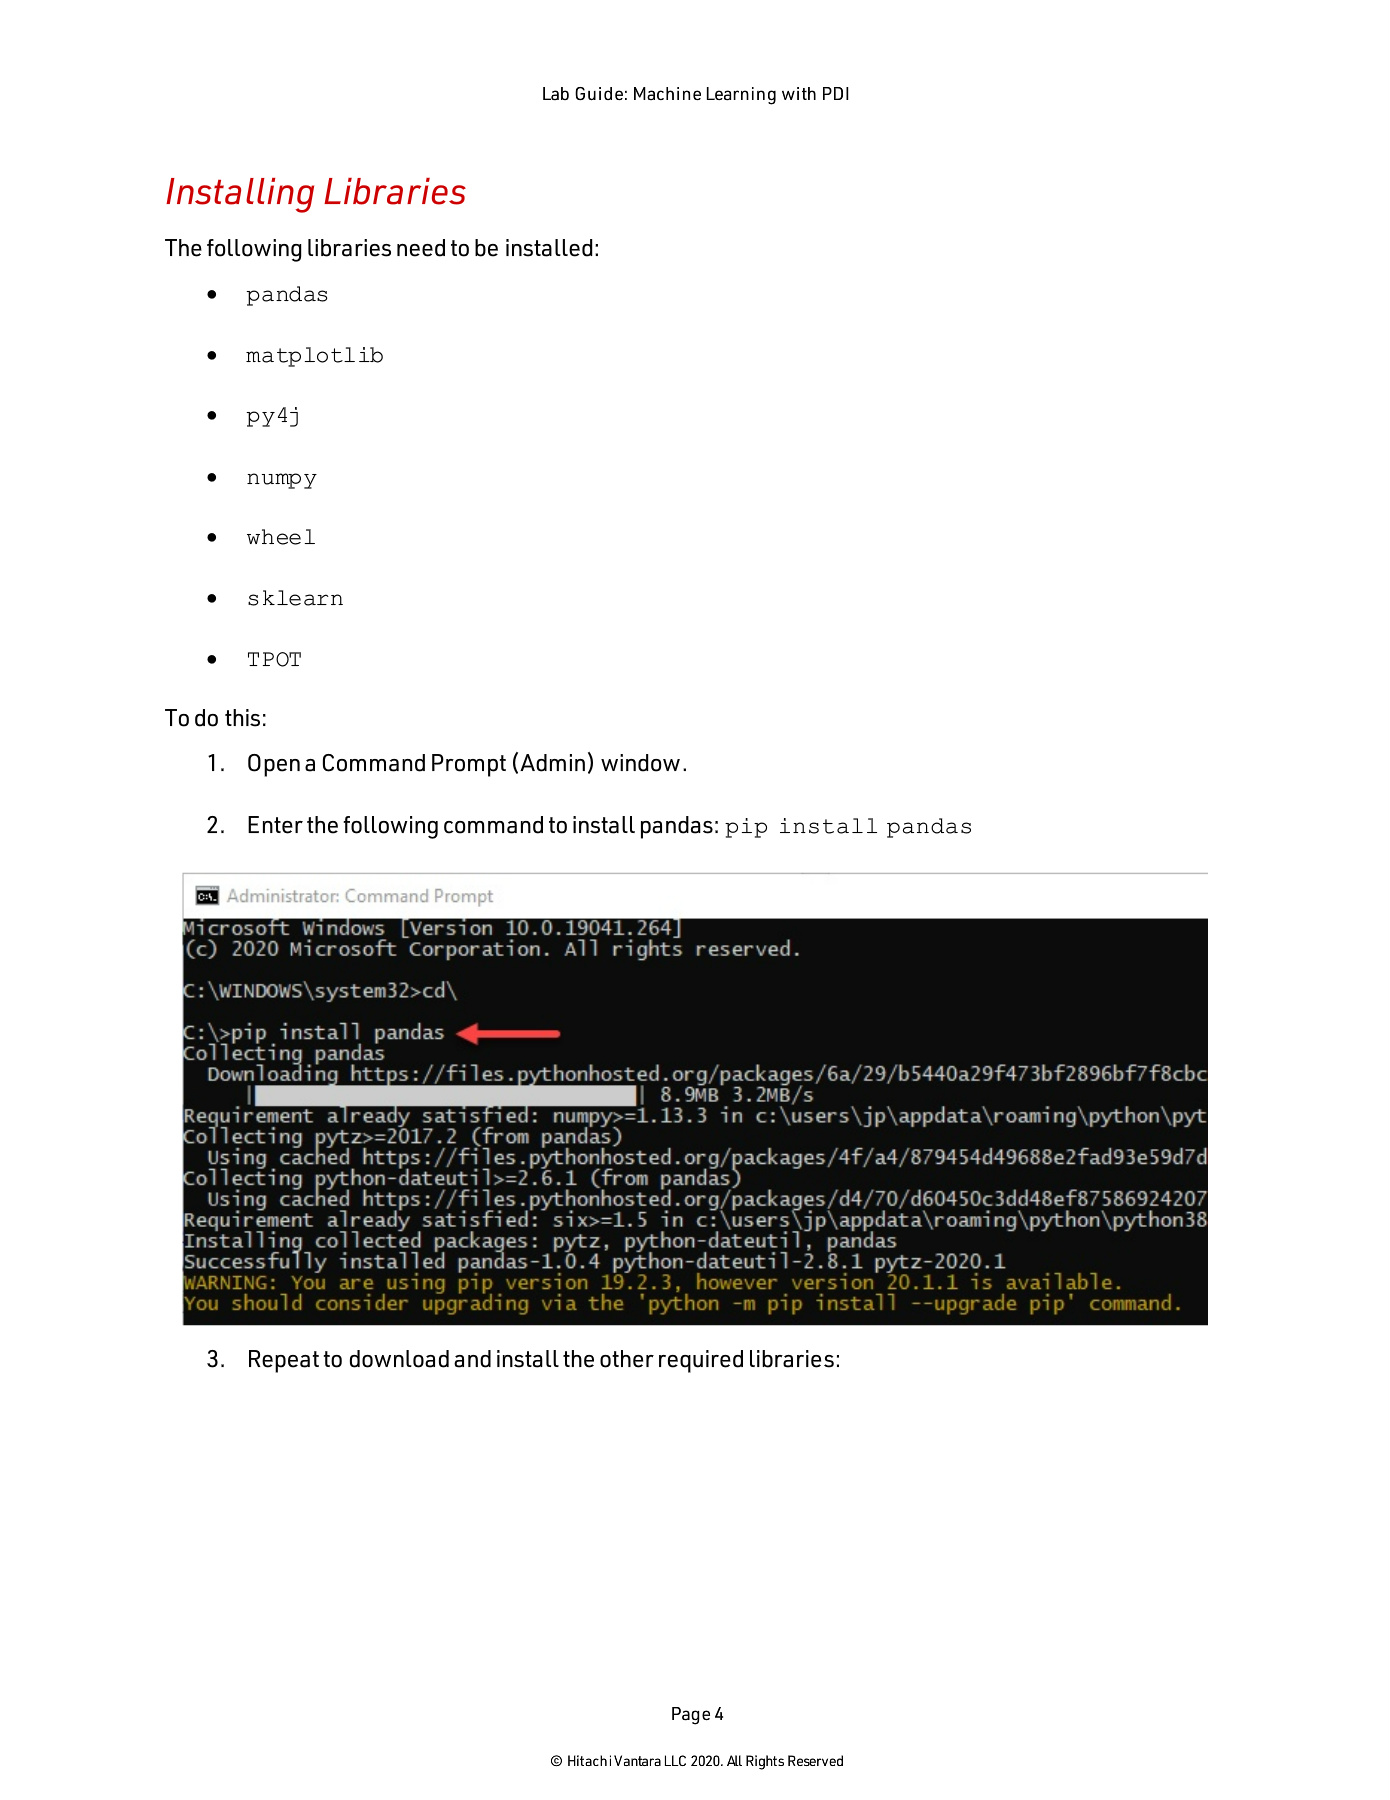 Lab Guide: Machine Learning with PDI
Installing Libraries
The following libraries need to be installed:
• pandas
• matplotlib
• py4j
• numpy
• wheel
• sklearn
• TPOT
To do this:
1. Open a Command Prompt (Admin) window.
2. Enter the following command to install pandas: pip install pandas
Administrator: Command Prompt
Microsoft Windows [Version 10.0.19041.264]
(c) 2020 Microsoft Corporation. All rights reserved.
C:\WINDOWS\system32>cd\
C:\>pip install pandas
Collecting pandas
Downloading https://files.pythonhosted.org/packages/6a/29/b5440a29f473bf2896bf7f8cbc
| | 8.9MB 3.2MB/s
Requirement already satisfied: numpy>=1.13.3 in c:\users\jp\appdata\roaming\python\pyt
Collecting pytz>=2017.2 (from pandas)
Using cached https://files.pythonhosted.org/packages/4f/a4/879454d49688e2fad93e59d7d
Collecting python-dateutil>=2.6.1 (from pandas)
Using cached https://files.pythonhosted.org/packages/d4/70/d60450c3dd48ef87586924207
Requirement already satisfied: six>=1.5 in c:\users\jp\appdata\roaming\python\python38
Installing collected packages: pytz, python-dateutil, pandas
Successfully installed pandas-1.0.4 python-dateutil-2.8.1 pytz-2020.1
WARNING: You are using pip version 19.2.3, however version 20.1.1 is available.
You should consider upgrading via the 'python -m pip install --upgrade pip' command.
3. Repeat to download and install the other required libraries:
Page 4
© Hitachi Vantara LLC 2020. All Rights Reserved